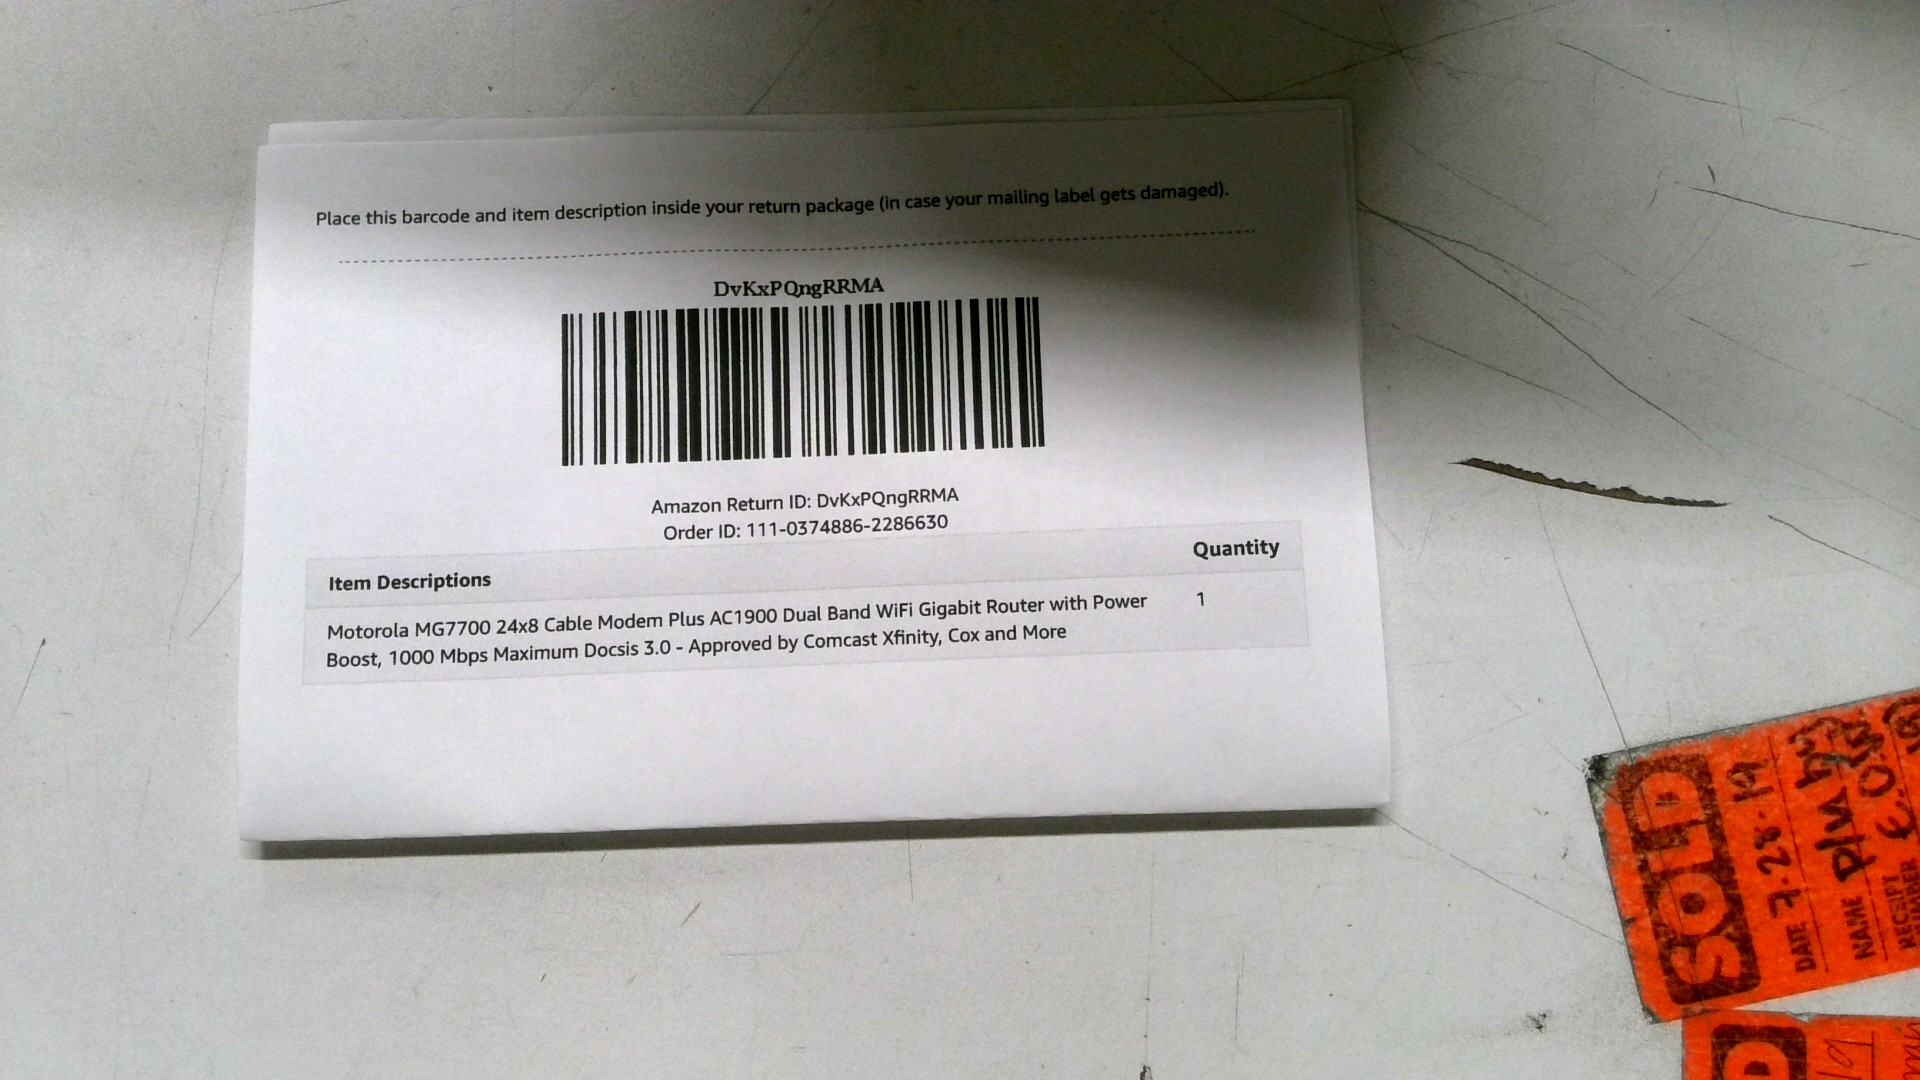 Place this barcode and item description inside your return package (in case your mailing label gets damaged).
DvKxPQngRRMA
Amazon Return ID: DvKxPQngRRMA
Order ID: 111-0374886-2286630
Item Descriptions Quantity
Motorola MG7700 24x8 Cable Modem Plus AC1900 Dual Band WiFi Gigabit Router with Power 1
Boost, 1000 Mbps Maximum Docsis 3.0 - Approved by Comcast Xfinity, Cox and More
SOLD
DATE 7-28-19
NAME
RECEIPT